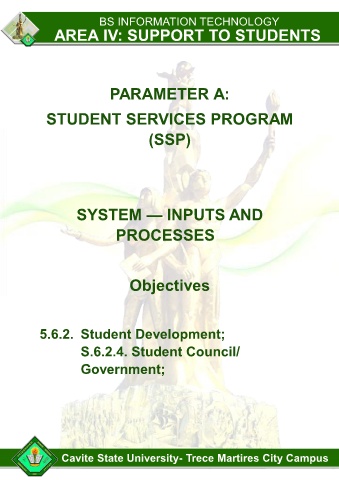 BS INFORMATION TECHNOLOGY
AREA IV: SUPPORT TO STUDENTS
PARAMETER A:
STUDENT SERVICES PROGRAM
(SSP)
SYSTEM — INPUTS AND
PROCESSES
Objectives
5.6.2. Student Development;
S.6.2.4. Student Council/
Government;
Cavite State University- Trece Martires City Campus